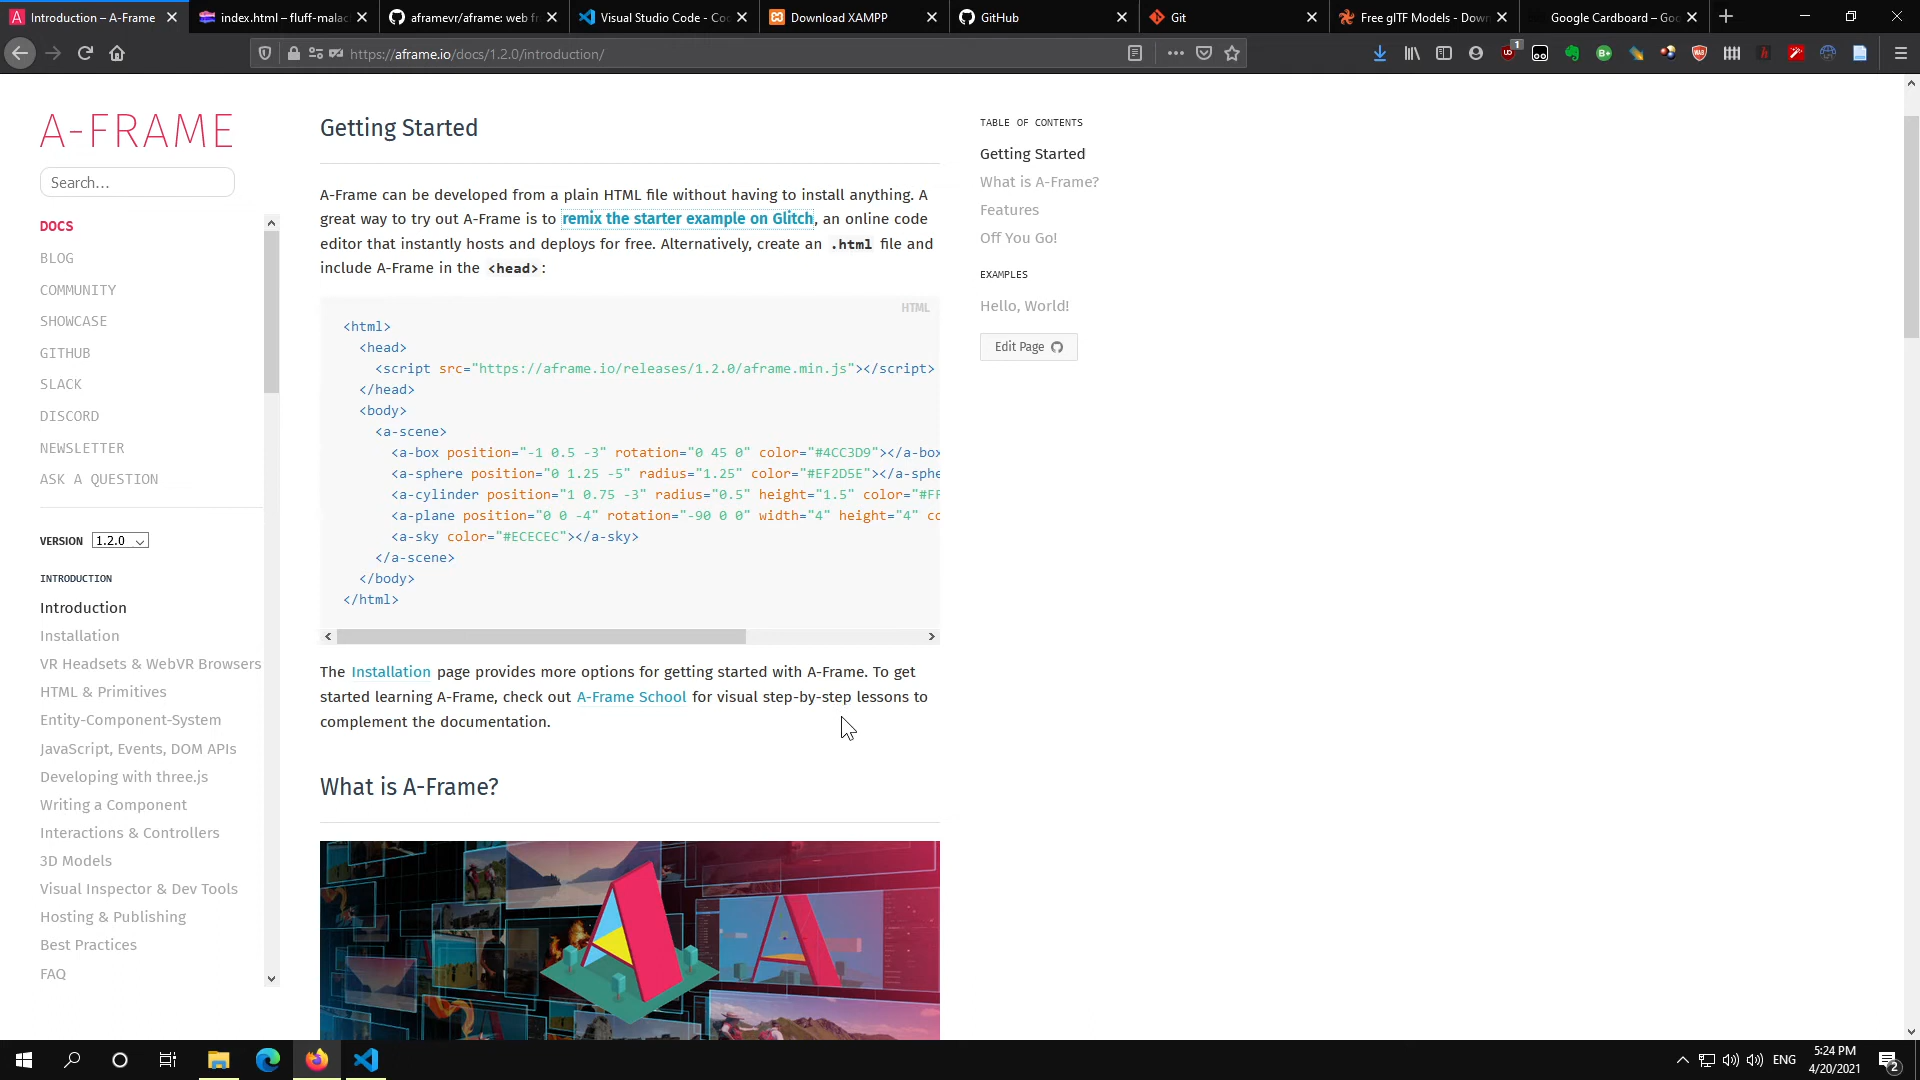 Introduction – A-Frame
index.html – fluff-malac
aframevr/aframe: web fr
Visual Studio Code - Co
Download XAMPP
GitHub
Git
Free glTF Models - Down
Google Cardboard – Goo
https://aframe.io/docs/1.2.0/introduction/
1
A-FRAME
Search...
DOCS
BLOG
COMMUNITY
SHOWCASE
GITHUB
SLACK
DISCORD
NEWSLETTER
ASK A QUESTION
VERSION 1.2.0
INTRODUCTION
Introduction
Installation
VR Headsets & WebVR Browsers
HTML & Primitives
Entity-Component-System
JavaScript, Events, DOM APIs
Developing with three.js
Writing a Component
Interactions & Controllers
3D Models
Visual Inspector & Dev Tools
Hosting & Publishing
Best Practices
FAQ
Getting Started
A-Frame can be developed from a plain HTML file without having to install anything. A
great way to try out A-Frame is to remix the starter example on Glitch, an online code
editor that instantly hosts and deploys for free. Alternatively, create an .html file and
include A-Frame in the <head>:
HTML
<html>
<head>
<script src="https://aframe.io/releases/1.2.0/aframe.min.js"></script>
</head>
<body>
<a-scene>
<a-box position="-1 0.5 -3" rotation="0 45 0" color="#4CC3D9"></a-box
<a-sphere position="0 1.25 -5" radius="1.25" color="#EF2D5E"></a-sphe
<a-cylinder position="1 0.75 -3" radius="0.5" height="1.5" color="#FF
<a-plane position="0 0 -4" rotation="-90 0 0" width="4" height="4" co
<a-sky color="#ECECEC"></a-sky>
</a-scene>
</body>
</html>
The Installation page provides more options for getting started with A-Frame. To get
started learning A-Frame, check out A-Frame School for visual step-by-step lessons to
complement the documentation.
What is A-Frame?
TABLE OF CONTENTS
Getting Started
What is A-Frame?
Features
Off You Go!
EXAMPLES
Hello, World!
Edit Page
ENG
5:24 PM
4/20/2021
2